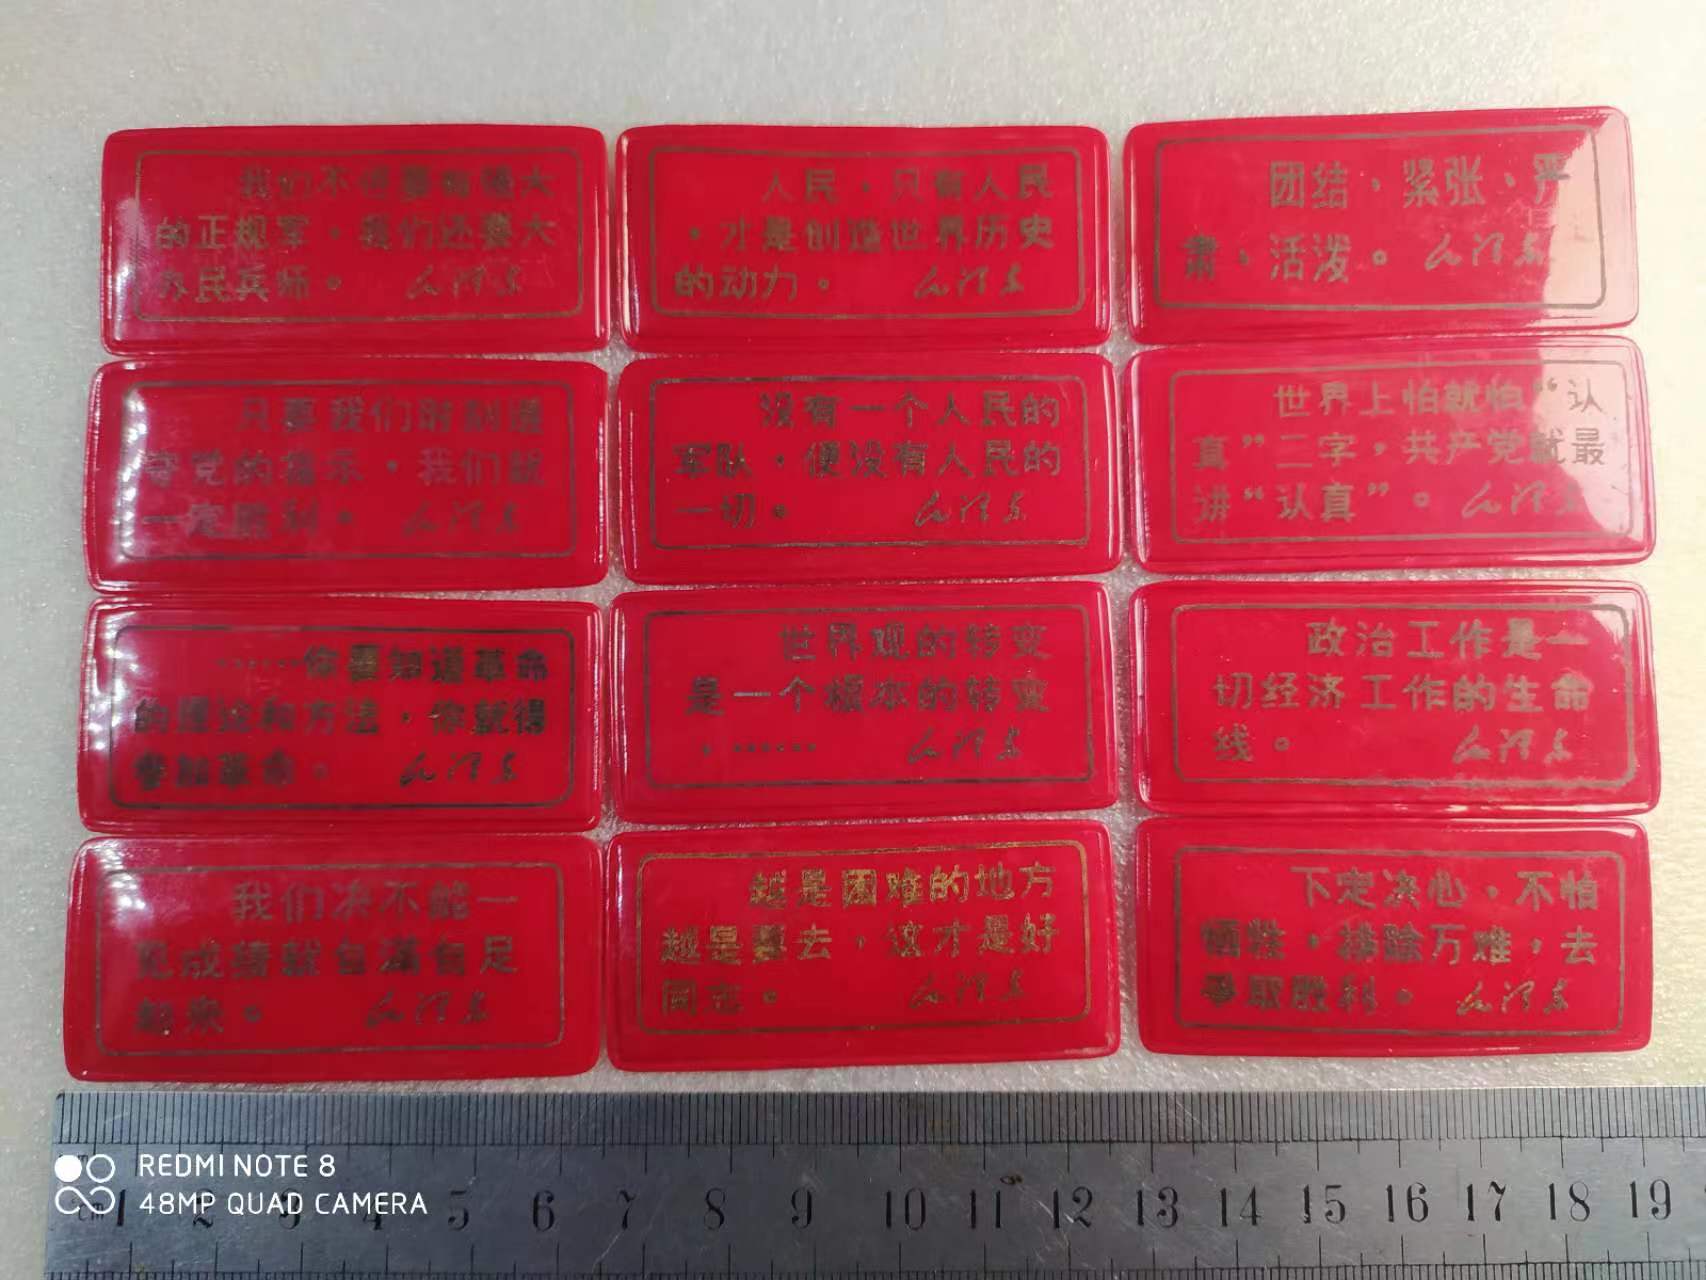 我们不但要有强大
的正规军，我们还要大
办民兵师。毛泽东
人民，只有人民
，才是创造世界历史
的动力。毛泽东
团结、紧张、严
肃、活泼。毛泽东
只要我们时刻遵
守党的指示，我们就
一定胜利。毛泽东
没有一个人民的
军队，便没有人民的
一切。毛泽东
世界上怕就怕“认
真”二字，共产党就最
讲“认真”。毛泽东
……你要知道革命
的理论和方法，你就得
参加革命。毛泽东
世界观的转变
是一个根本的转变
，……毛泽东
政治工作是一
切经济工作的生命
线。毛泽东
我们决不能一
见成绩就自满自足
起来。毛泽东
越是困难的地方
越是要去，这才是好
同志。毛泽东
下定决心，不怕
牺牲，排除万难，去
争取胜利。毛泽东
REDMI NOTE 8
48MP QUAD CAMERA
cm 1 2 3 4 5 6 7 8 9 10 11 12 13 14 15 16 17 18 19